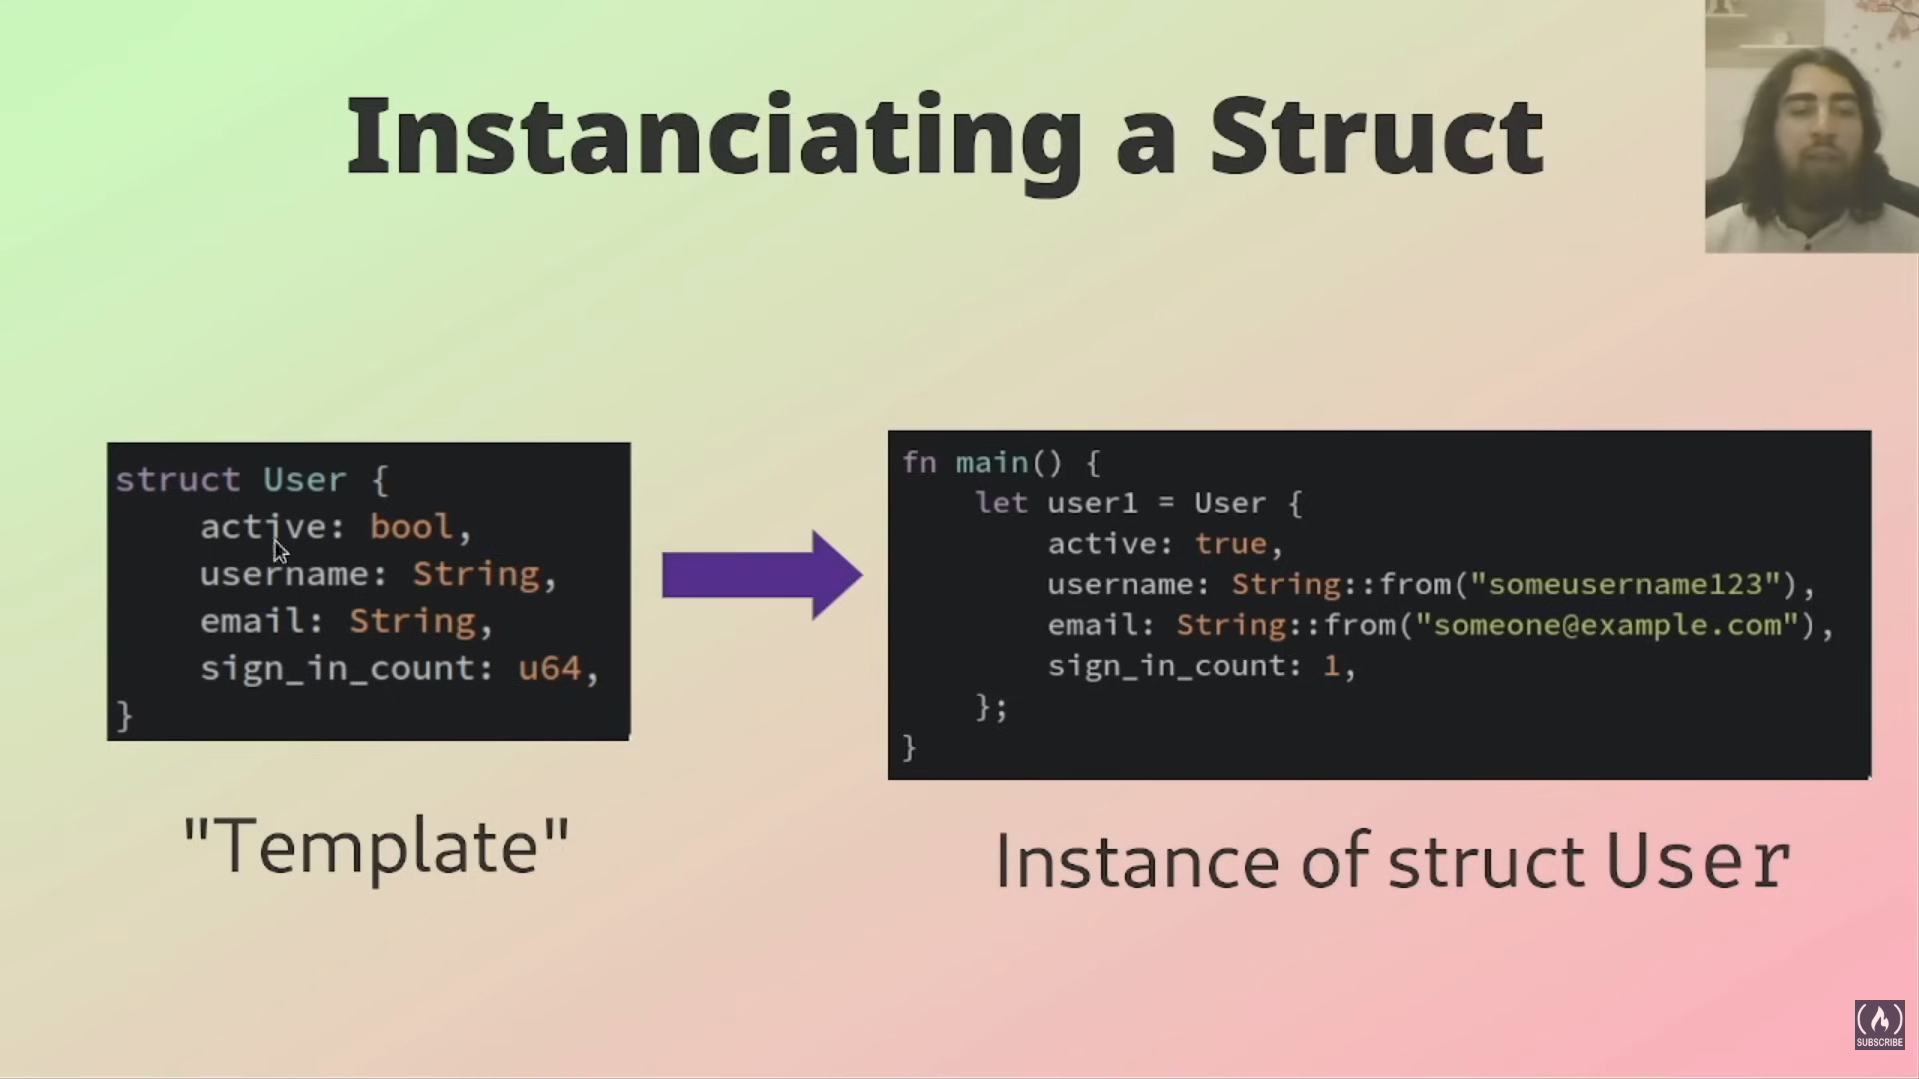 Instanciating a Struct
struct User {
active: bool,
username: String,
email: String,
sign_in_count: u64,
}
"Template"
fn main() {
let user1 = User {
active: true,
username: String::from("someusername123"),
email: String::from("someone@example.com"),
sign_in_count: 1,
};
}
Instance of struct User
SUBSCRIBE